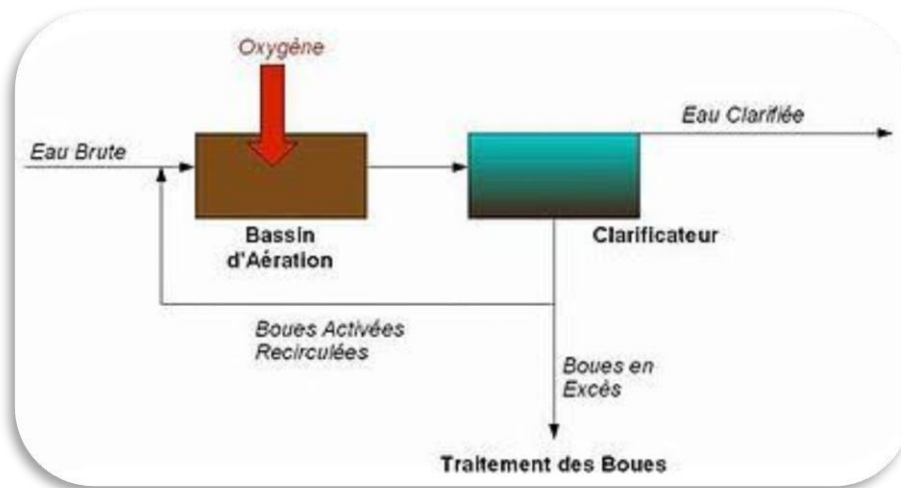 Oxygène
Eau Brute
Eau Clarifiée
Bassin
d'Aération
Clarificateur
Boues Activées
Recirculées
Boues en
Excès
Traitement des Boues